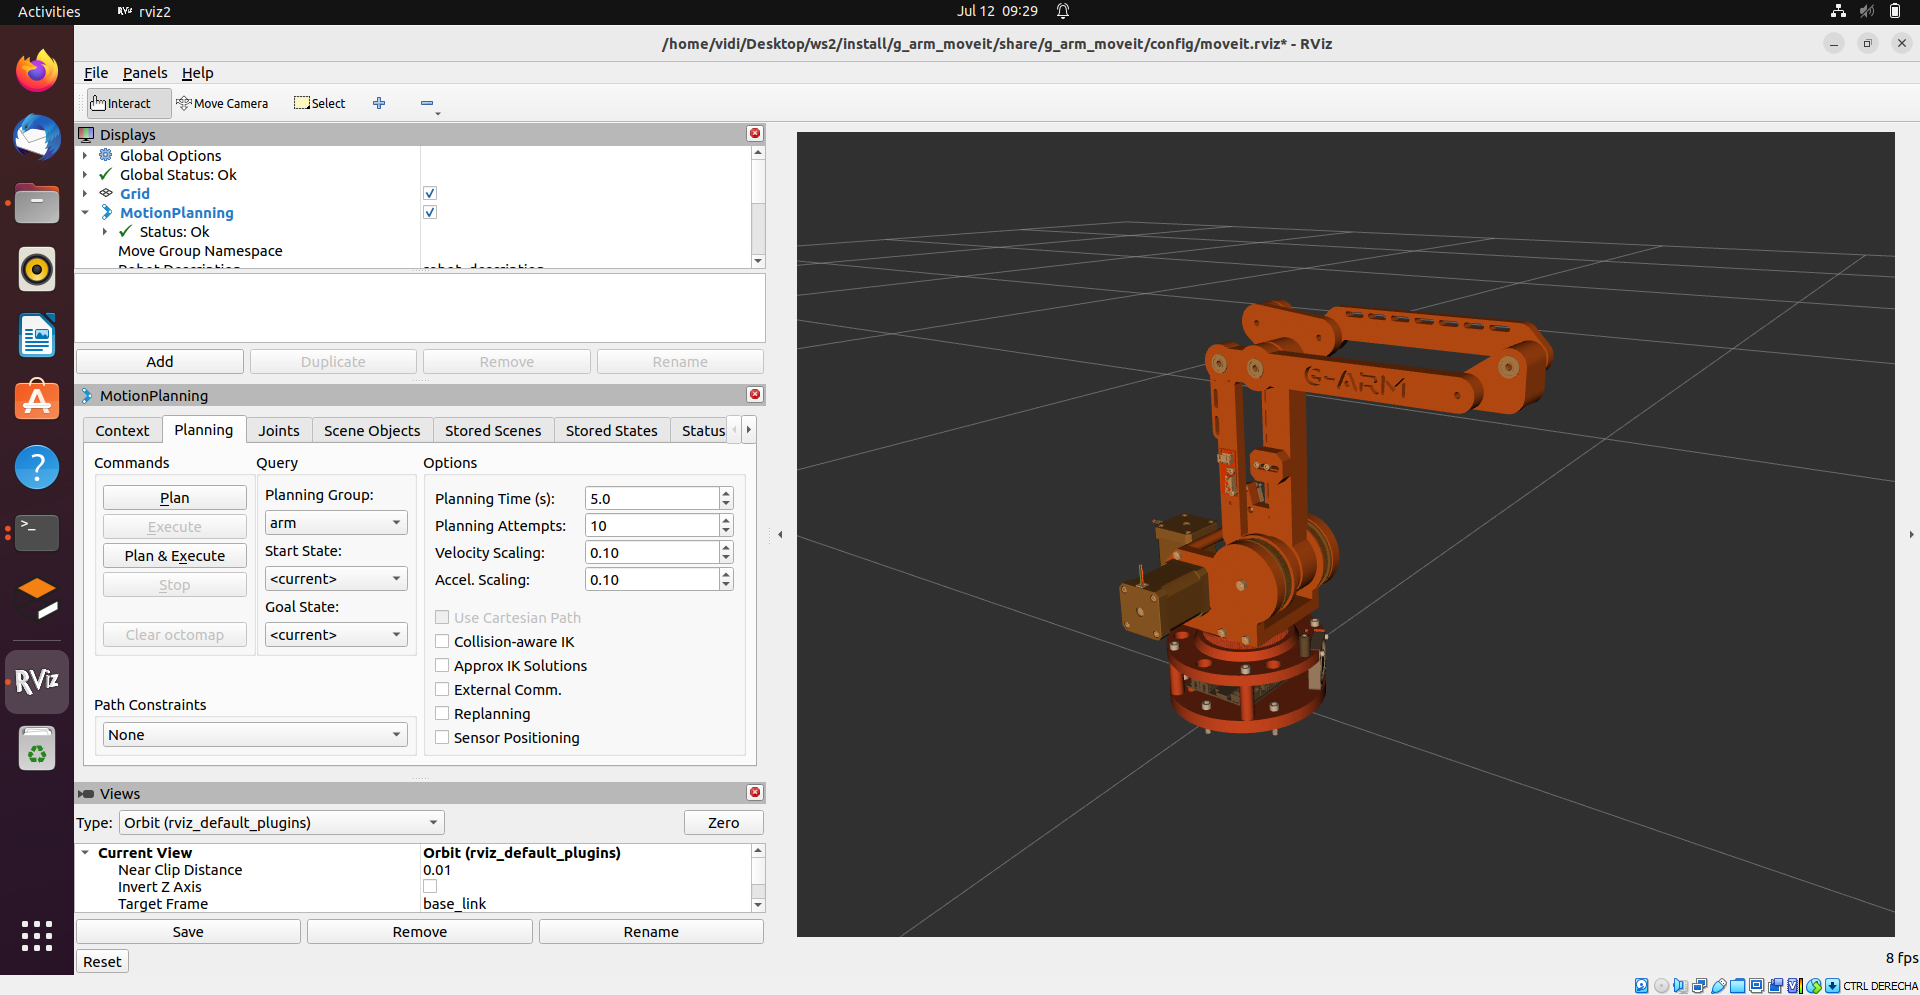 Activities
RViz rviz2
Jul 12 09:29
/home/vidi/Desktop/ws2/install/g_arm_moveit/share/g_arm_moveit/config/moveit.rviz* - RViz
File Panels Help
Interact Move Camera Select
Displays
Global Options
Global Status: Ok
Grid
MotionPlanning
Status: Ok
Move Group Namespace
Robot Description robot_description
Add Duplicate Remove Rename
MotionPlanning
Context Planning Joints Scene Objects Stored Scenes Stored States Status
Commands Query Options
Plan
Execute
Plan & Execute
Stop
Clear octomap
Planning Group:
arm
Start State:
<current>
Goal State:
<current>
Planning Time (s): 5.0
Planning Attempts: 10
Velocity Scaling: 0.10
Accel. Scaling: 0.10
Use Cartesian Path
Collision-aware IK
Approx IK Solutions
External Comm.
Replanning
Sensor Positioning
Path Constraints
None
Views
Type: Orbit (rviz_default_plugins) Zero
Current View Orbit (rviz_default_plugins)
Near Clip Distance 0.01
Invert Z Axis
Target Frame base_link
Save Remove Rename
Reset
G-ARM
RViz
8 fps
CTRL DERECHA